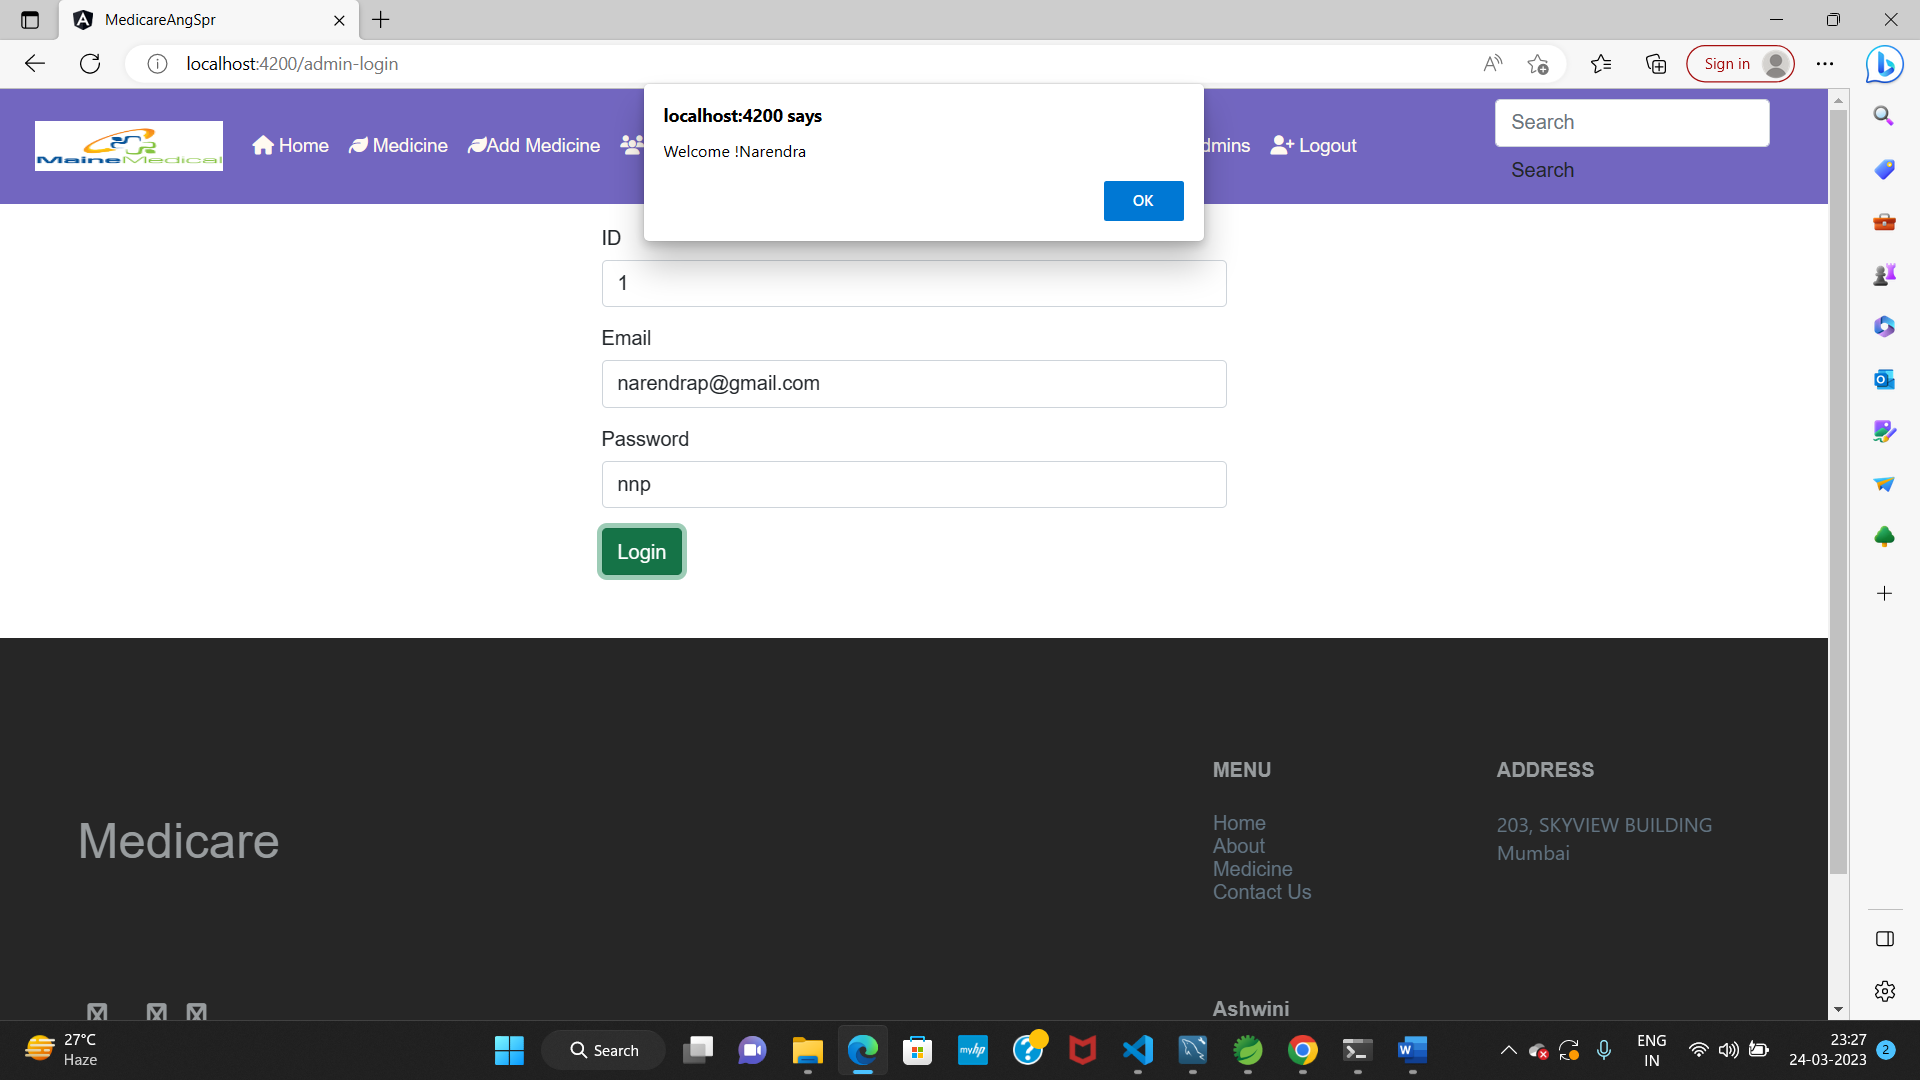 MedicareAngSpr
localhost:4200/admin-login
Sign in
localhost:4200 says
Welcome !Narendra
OK
MaineMedical
Home
Medicine
Add Medicine
dmins
Logout
Search
Search
ID
1
Email
narendrap@gmail.com
Password
nnp
Login
Medicare
MENU
Home
About
Medicine
Contact Us
ADDRESS
203, SKYVIEW BUILDING
Mumbai
Ashwini
27°C
Haze
Search
myhp
ENG
IN
23:27
24-03-2023
2